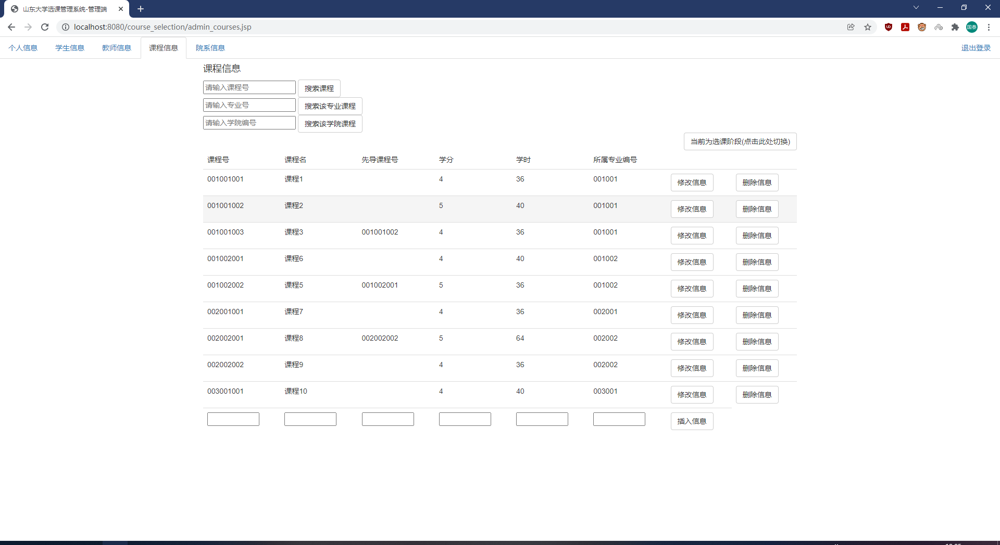 山东大学选课管理系统-管理端
localhost:8080/course_selection/admin_courses.jsp
国泰
个人信息 学生信息 教师信息 课程信息 院系信息 退出登录
课程信息
请输入课程号 搜索课程
请输入专业号 搜索该专业课程
请输入学院编号 搜索该学院课程
当前为选课阶段(点击此处切换)
课程号 课程名 先导课程号 学分 学时 所属专业编号
001001001 课程1 4 36 001001 修改信息 删除信息
001001002 课程2 5 40 001001 修改信息 删除信息
001001003 课程3 001001002 4 36 001001 修改信息 删除信息
001002001 课程6 4 40 001002 修改信息 删除信息
001002002 课程5 001002001 5 36 001002 修改信息 删除信息
002001001 课程7 4 36 002001 修改信息 删除信息
002002001 课程8 002002002 5 64 002002 修改信息 删除信息
002002002 课程9 4 36 002002 修改信息 删除信息
003001001 课程10 4 40 003001 修改信息 删除信息
插入信息